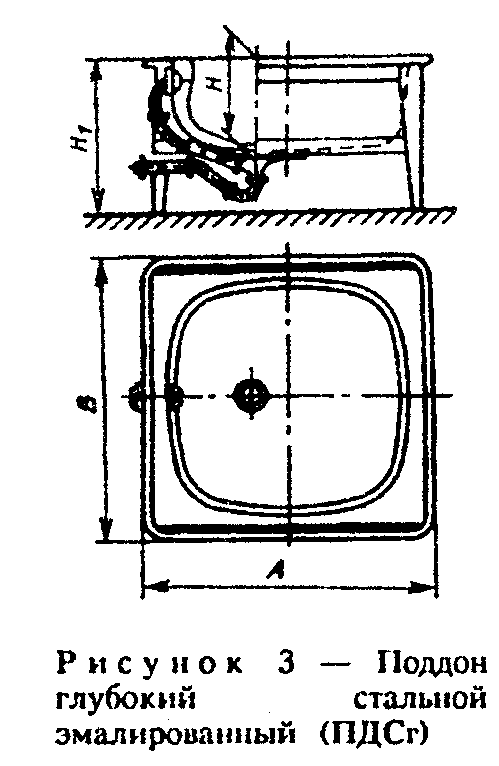 H
H₁
B
A
Рисунок 3 — Поддон
глубокий стальной
эмалированный (ПДСг)